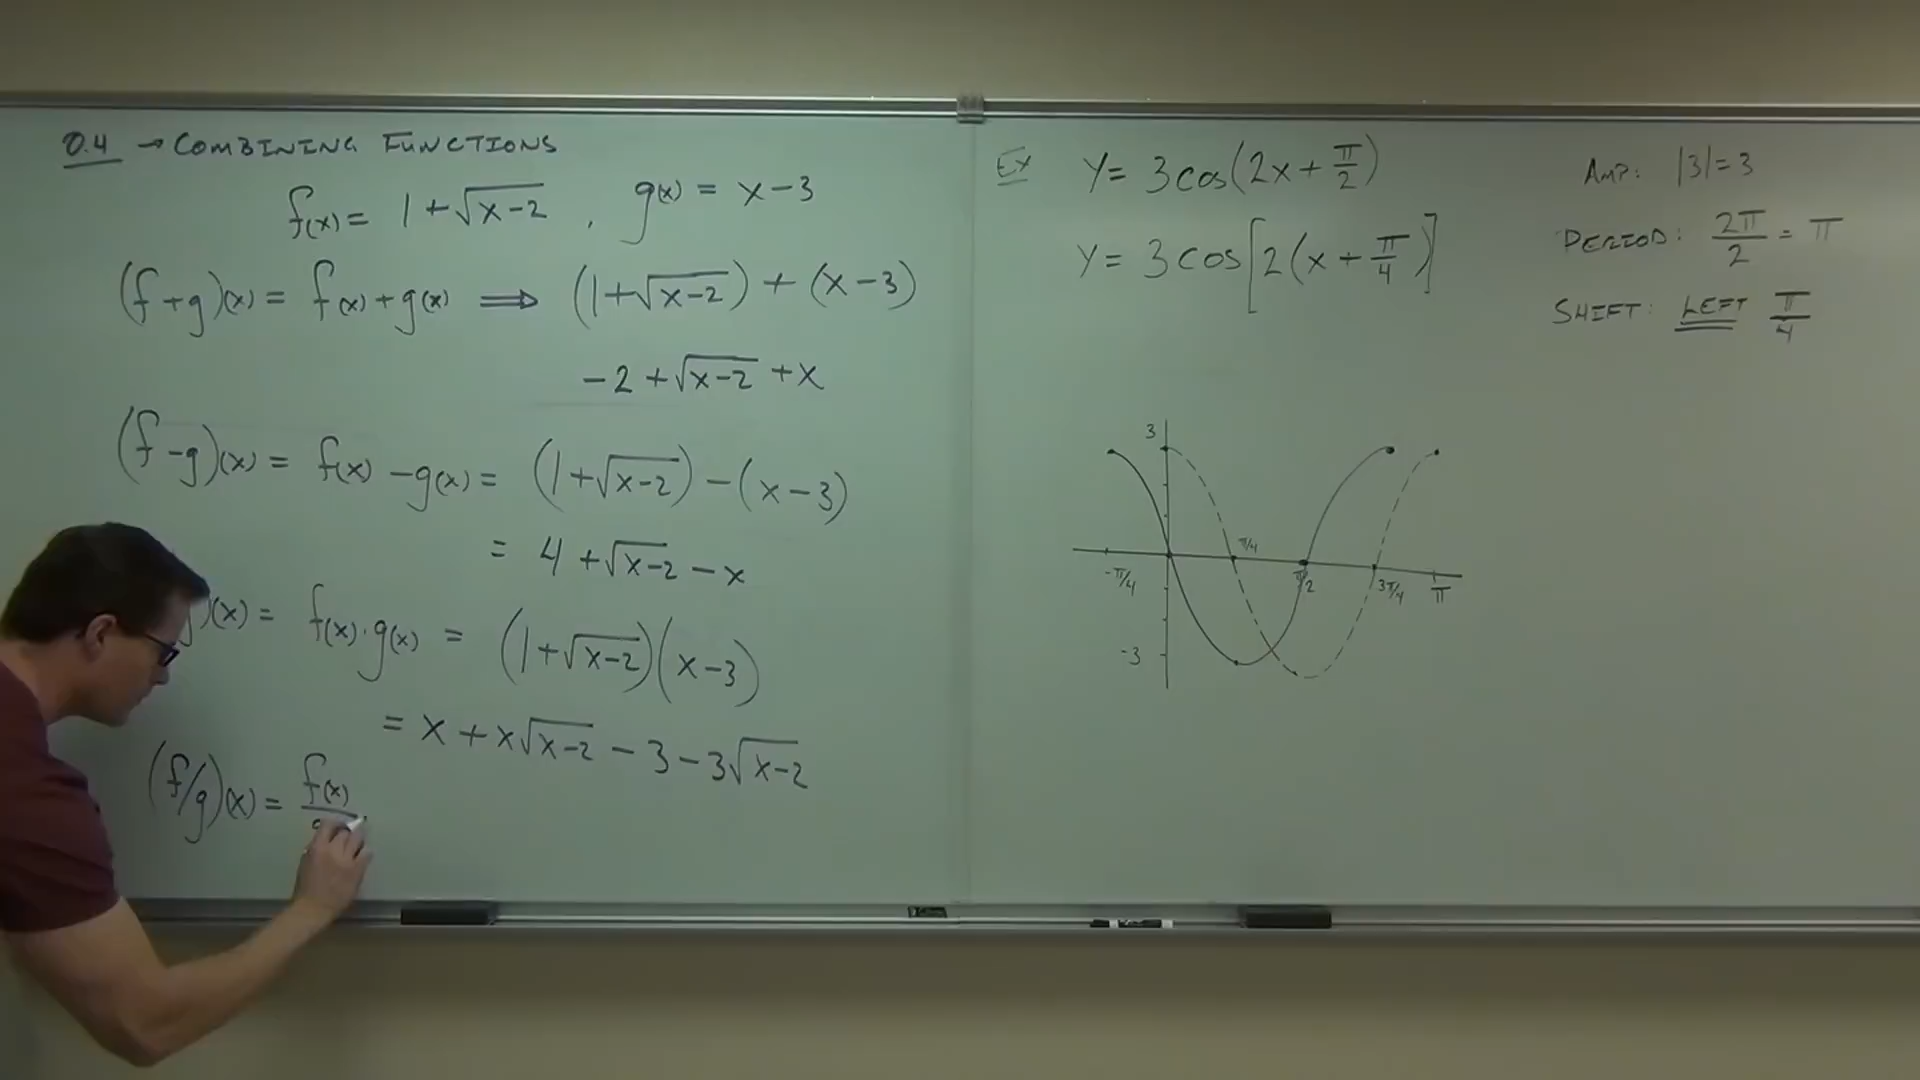 0.4 → COMBINING FUNCTIONS
f(x) = 1 + √(x-2) , g(x) = x - 3
(f + g)(x) = f(x) + g(x) ⟹ (1 + √(x-2)) + (x - 3)
-2 + √(x-2) + x
(f - g)(x) = f(x) - g(x) = (1 + √(x-2)) - (x - 3)
= 4 + √(x-2) - x
g)(x) = f(x) · g(x) = (1 + √(x-2))(x - 3)
= x + x√(x-2) - 3 - 3√(x-2)
(f/g)(x) = f(x)/
Ex y = 3cos(2x + π/2)
y = 3cos[2(x + π/4)]
AMP: |3| = 3
PERIOD: 2π/2 = π
SHIFT: LEFT π/4
3
-π/4 π/4 π/2 3π/4 π
-3